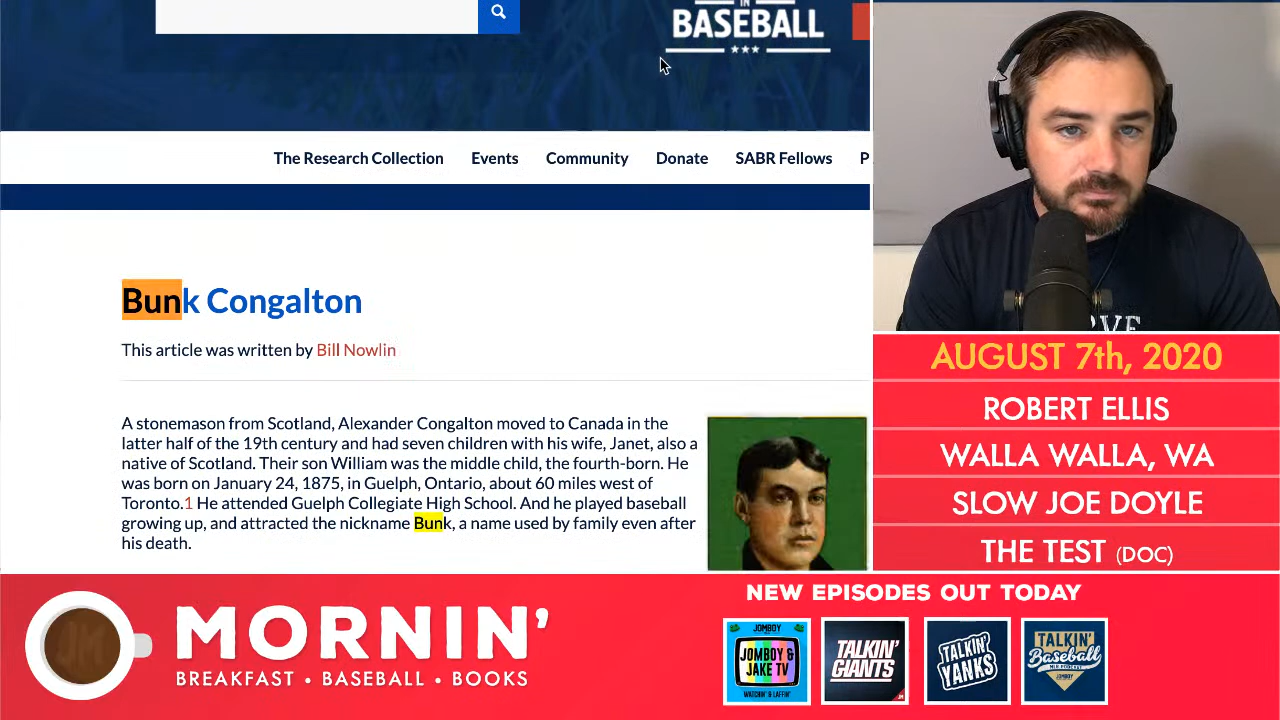 IN
BASEBALL
The Research Collection Events Community Donate SABR Fellows P
Bunk Congalton
This article was written by Bill Nowlin
A stonemason from Scotland, Alexander Congalton moved to Canada in the
latter half of the 19th century and had seven children with his wife, Janet, also a
native of Scotland. Their son William was the middle child, the fourth-born. He
was born on January 24, 1875, in Guelph, Ontario, about 60 miles west of
Toronto.1 He attended Guelph Collegiate High School. And he played baseball
growing up, and attracted the nickname Bunk, a name used by family even after
his death.
AUGUST 7th, 2020
ROBERT ELLIS
WALLA WALLA, WA
SLOW JOE DOYLE
THE TEST (DOC)
MORNIN'
BREAKFAST • BASEBALL • BOOKS
NEW EPISODES OUT TODAY
JOMBOY
JOMBOY &
JAKE TV
WATCHIN' & LAFFIN'
TALKIN'
GIANTS
TALKIN'
YANKS
TALKIN'
Baseball
JOMBOY